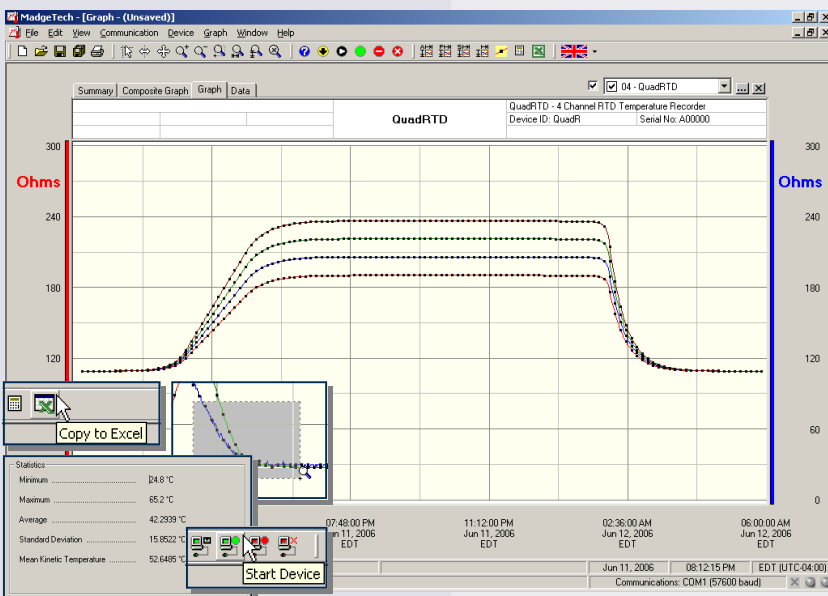 MadgeTech - [Graph - (Unsaved)]
File Edit View Communication Device Graph Window Help
Summary Composite Graph Graph Data
04 - QuadRTD
QuadRTD
QuadRTD - 4 Channel RTD Temperature Recorder
Device ID: QuadR Serial No: A00000
300 300
Ohms Ohms
240 240
180 180
120 120
60
0
Copy to Excel
Statistics
Minimum 24.8 °C
Maximum 65.2 °C
Average 42.2939 °C
Standard Deviation 15.8522 °C
Mean Kinetic Temperature 52.6485 °C
Start Device
07:48:00 PM 11:12:00 PM 02:36:00 AM 06:00:00 AM
un 11, 2006 Jun 11, 2006 Jun 12, 2006 Jun 12, 2006
EDT EDT EDT EDT
Jun 11, 2006 08:12:15 PM EDT (UTC-04:00)
Communications: COM1 (57600 baud)